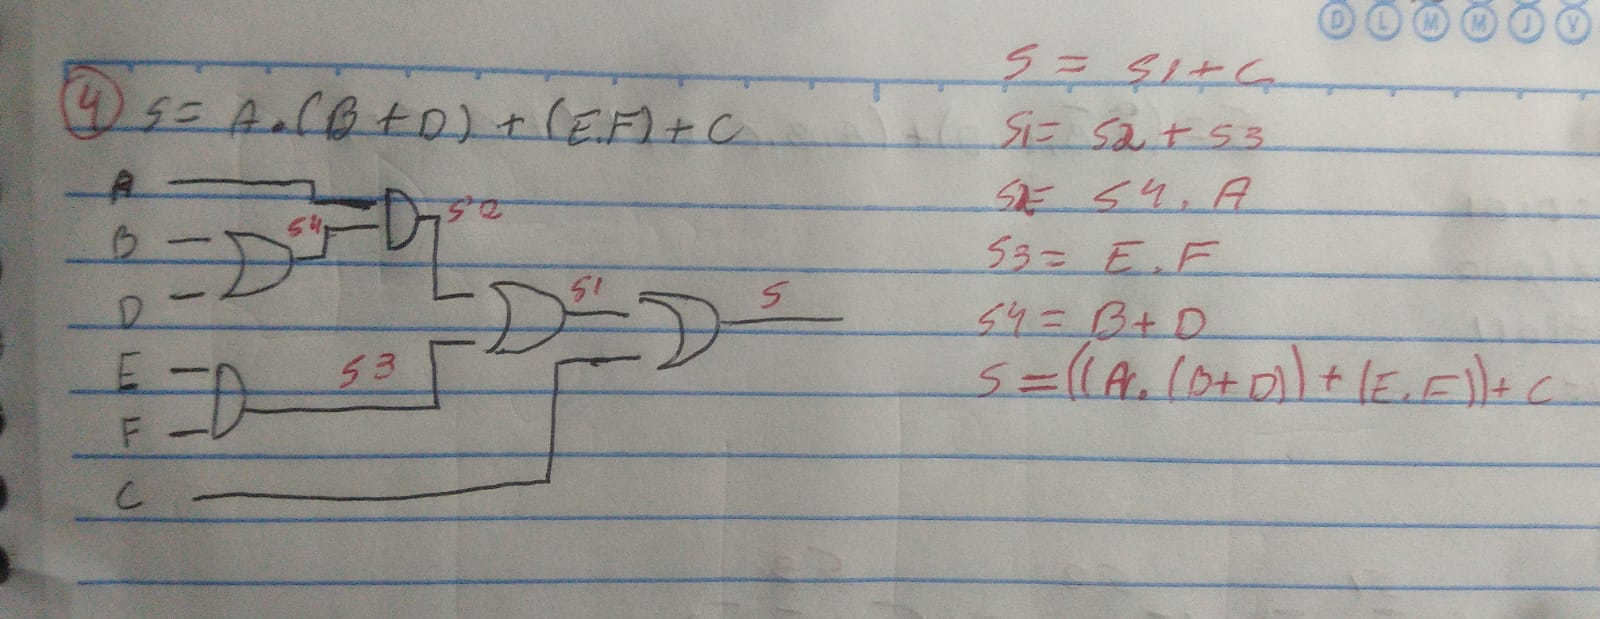 D L M M J V
4 S = A.(B+D) + (E.F) + C
A
B
D
E
F
C
S4
S2
S3
S1
S
S = S1 + C
S1 = S2 + S3
S2 = S4 . A
S3 = E . F
S4 = B + D
S = ((A.(B+D)) + (E.F)) + C